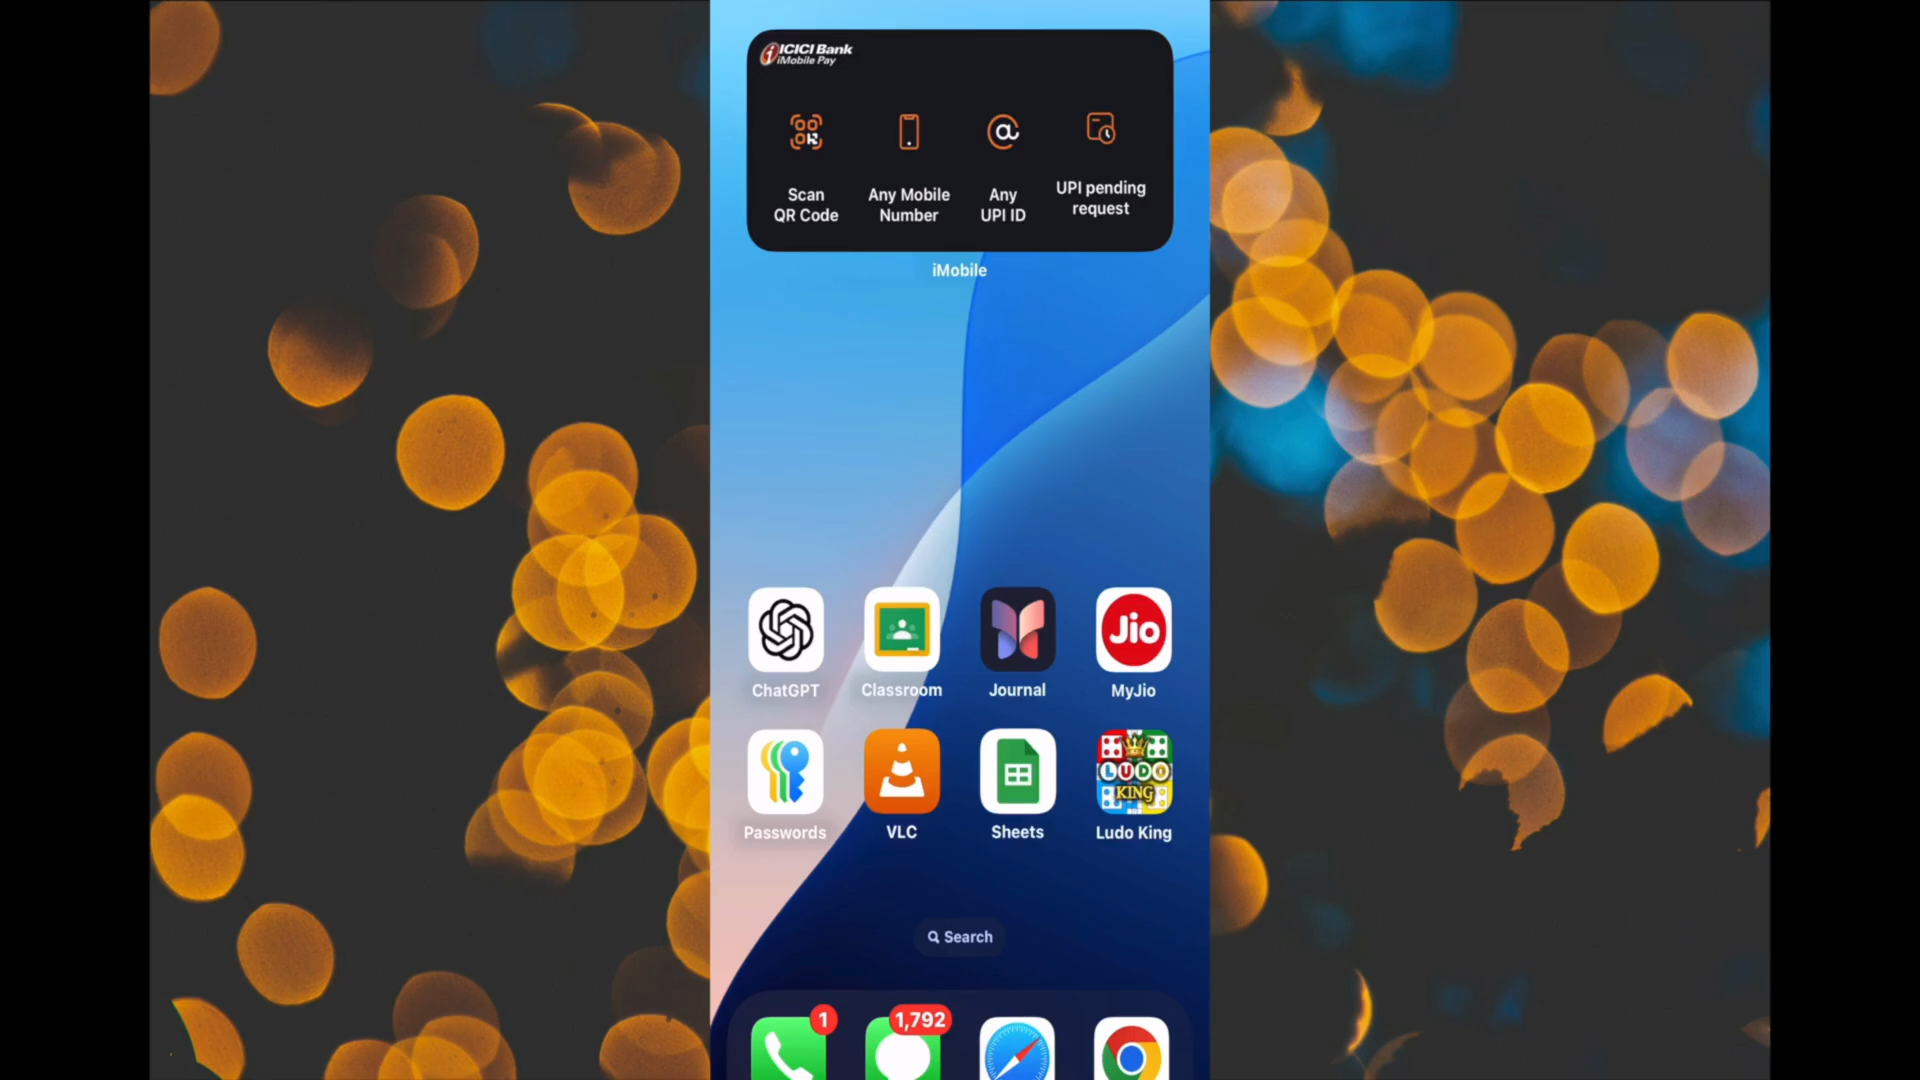 ICICI Bank
iMobile Pay
Scan
QR Code
Any Mobile
Number
Any
UPI ID
UPI pending
request
iMobile
ChatGPT
Classroom
Journal
Jio
MyJio
LUDO
KING
Passwords
VLC
Sheets
Ludo King
Search
1
1,792